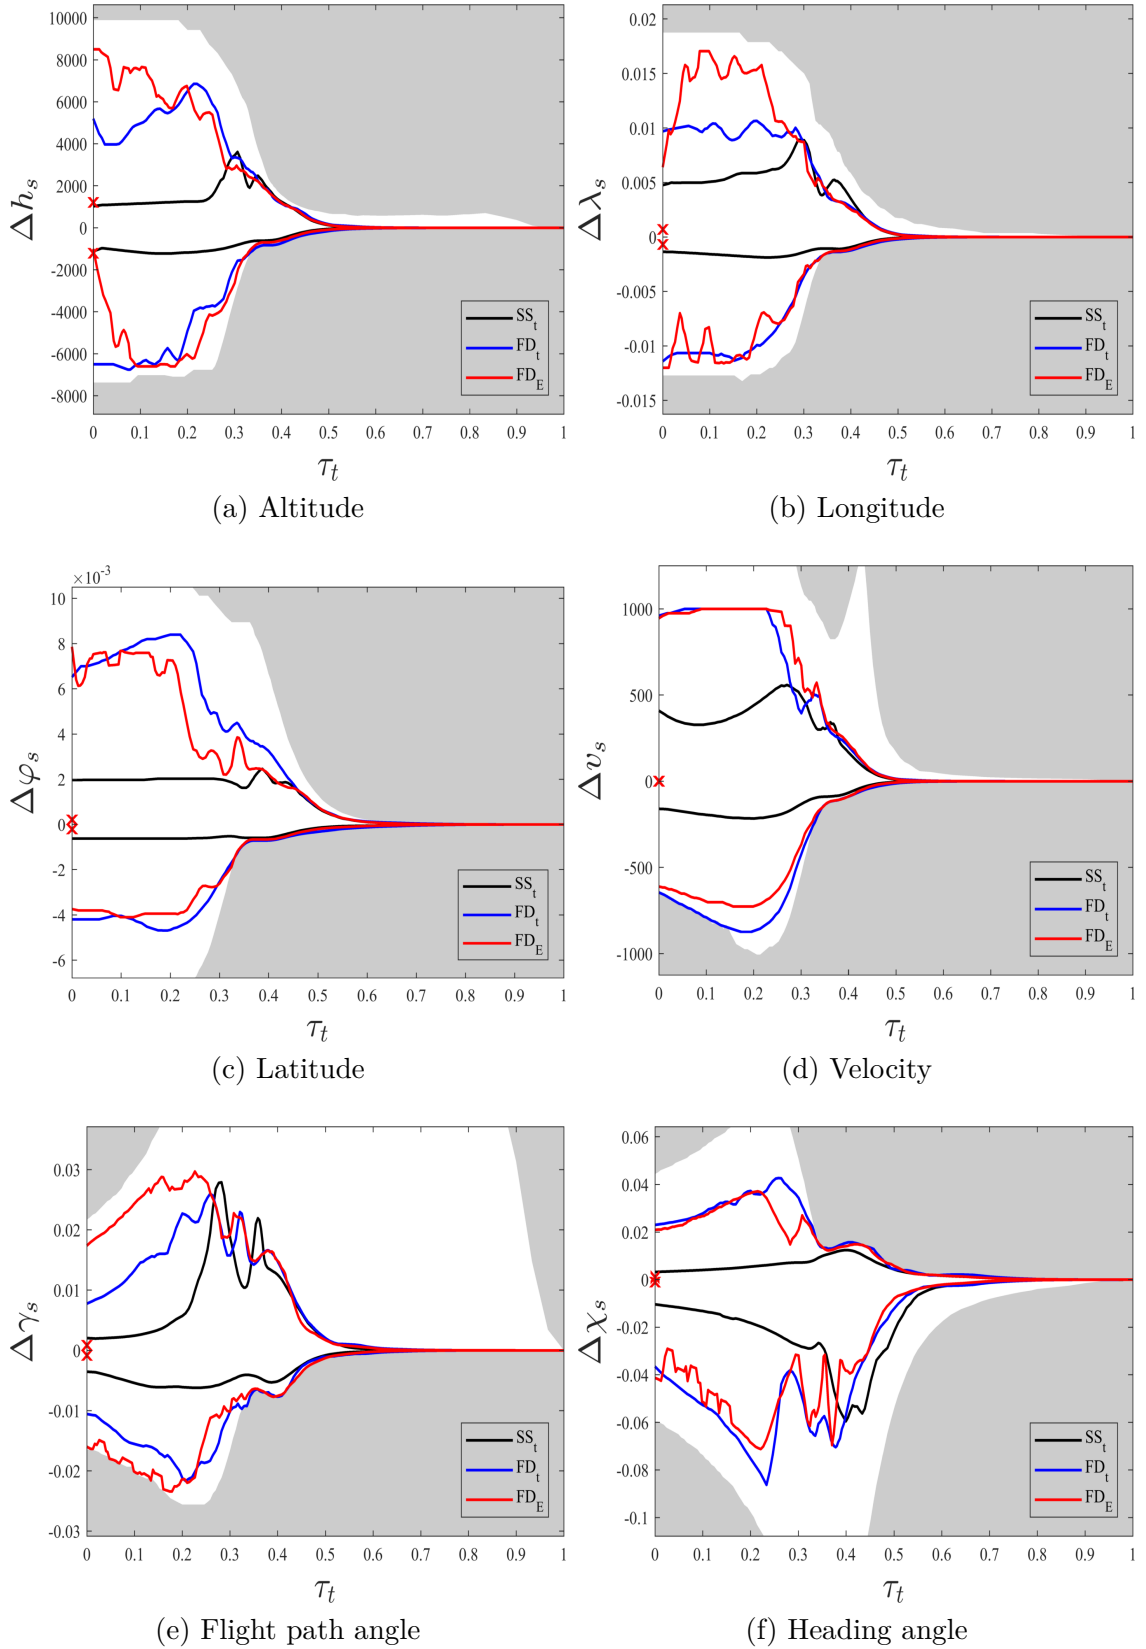 10000
8000
6000
4000
2000
0
-2000
-4000
-6000
-8000
Δh_s
0 0.1 0.2 0.3 0.4 0.5 0.6 0.7 0.8 0.9 1
τ_t
SS_t
FD_t
FD_E
(a) Altitude
0.02
0.015
0.01
0.005
0
-0.005
-0.01
-0.015
Δλ_s
0 0.1 0.2 0.3 0.4 0.5 0.6 0.7 0.8 0.9 1
τ_t
SS_t
FD_t
FD_E
(b) Longitude
×10^-3
10
8
6
4
2
0
-2
-4
-6
Δφ_s
0 0.1 0.2 0.3 0.4 0.5 0.6 0.7 0.8 0.9 1
τ_t
SS_t
FD_t
FD_E
(c) Latitude
1000
500
0
-500
-1000
Δv_s
0 0.1 0.2 0.3 0.4 0.5 0.6 0.7 0.8 0.9 1
τ_t
SS_t
FD_t
FD_E
(d) Velocity
0.03
0.02
0.01
0
-0.01
-0.02
-0.03
Δγ_s
0 0.1 0.2 0.3 0.4 0.5 0.6 0.7 0.8 0.9 1
τ_t
SS_t
FD_t
FD_E
(e) Flight path angle
0.06
0.04
0.02
0
-0.02
-0.04
-0.06
-0.08
-0.1
Δχ_s
0 0.1 0.2 0.3 0.4 0.5 0.6 0.7 0.8 0.9 1
τ_t
SS_t
FD_t
FD_E
(f) Heading angle